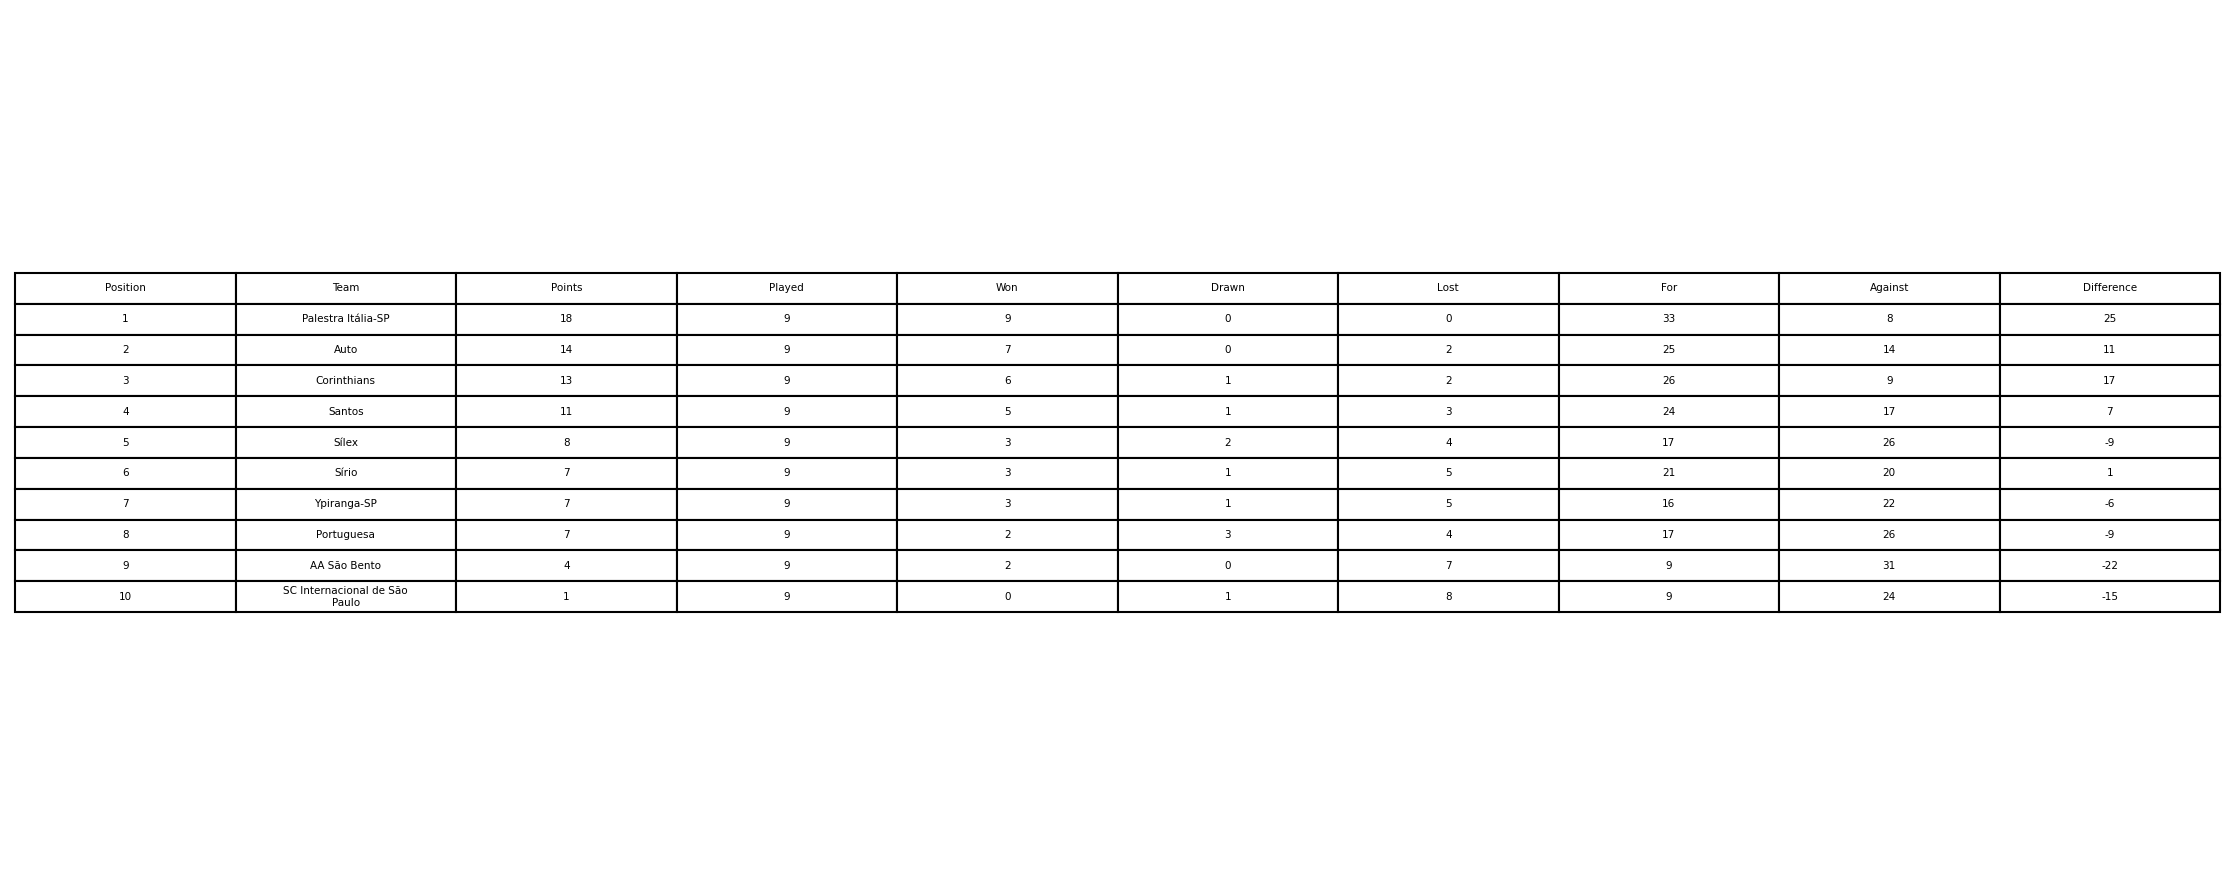 Position Team Points Played Won Drawn Lost For Against Difference
1 Palestra Itália-SP 18 9 9 0 0 33 8 25
2 Auto 14 9 7 0 2 25 14 11
3 Corinthians 13 9 6 1 2 26 9 17
4 Santos 11 9 5 1 3 24 17 7
5 Sílex 8 9 3 2 4 17 26 -9
6 Sírio 7 9 3 1 5 21 20 1
7 Ypiranga-SP 7 9 3 1 5 16 22 -6
8 Portuguesa 7 9 2 3 4 17 26 -9
9 AA São Bento 4 9 2 0 7 9 31 -22
10 SC Internacional de São
Paulo 1 9 0 1 8 9 24 -15